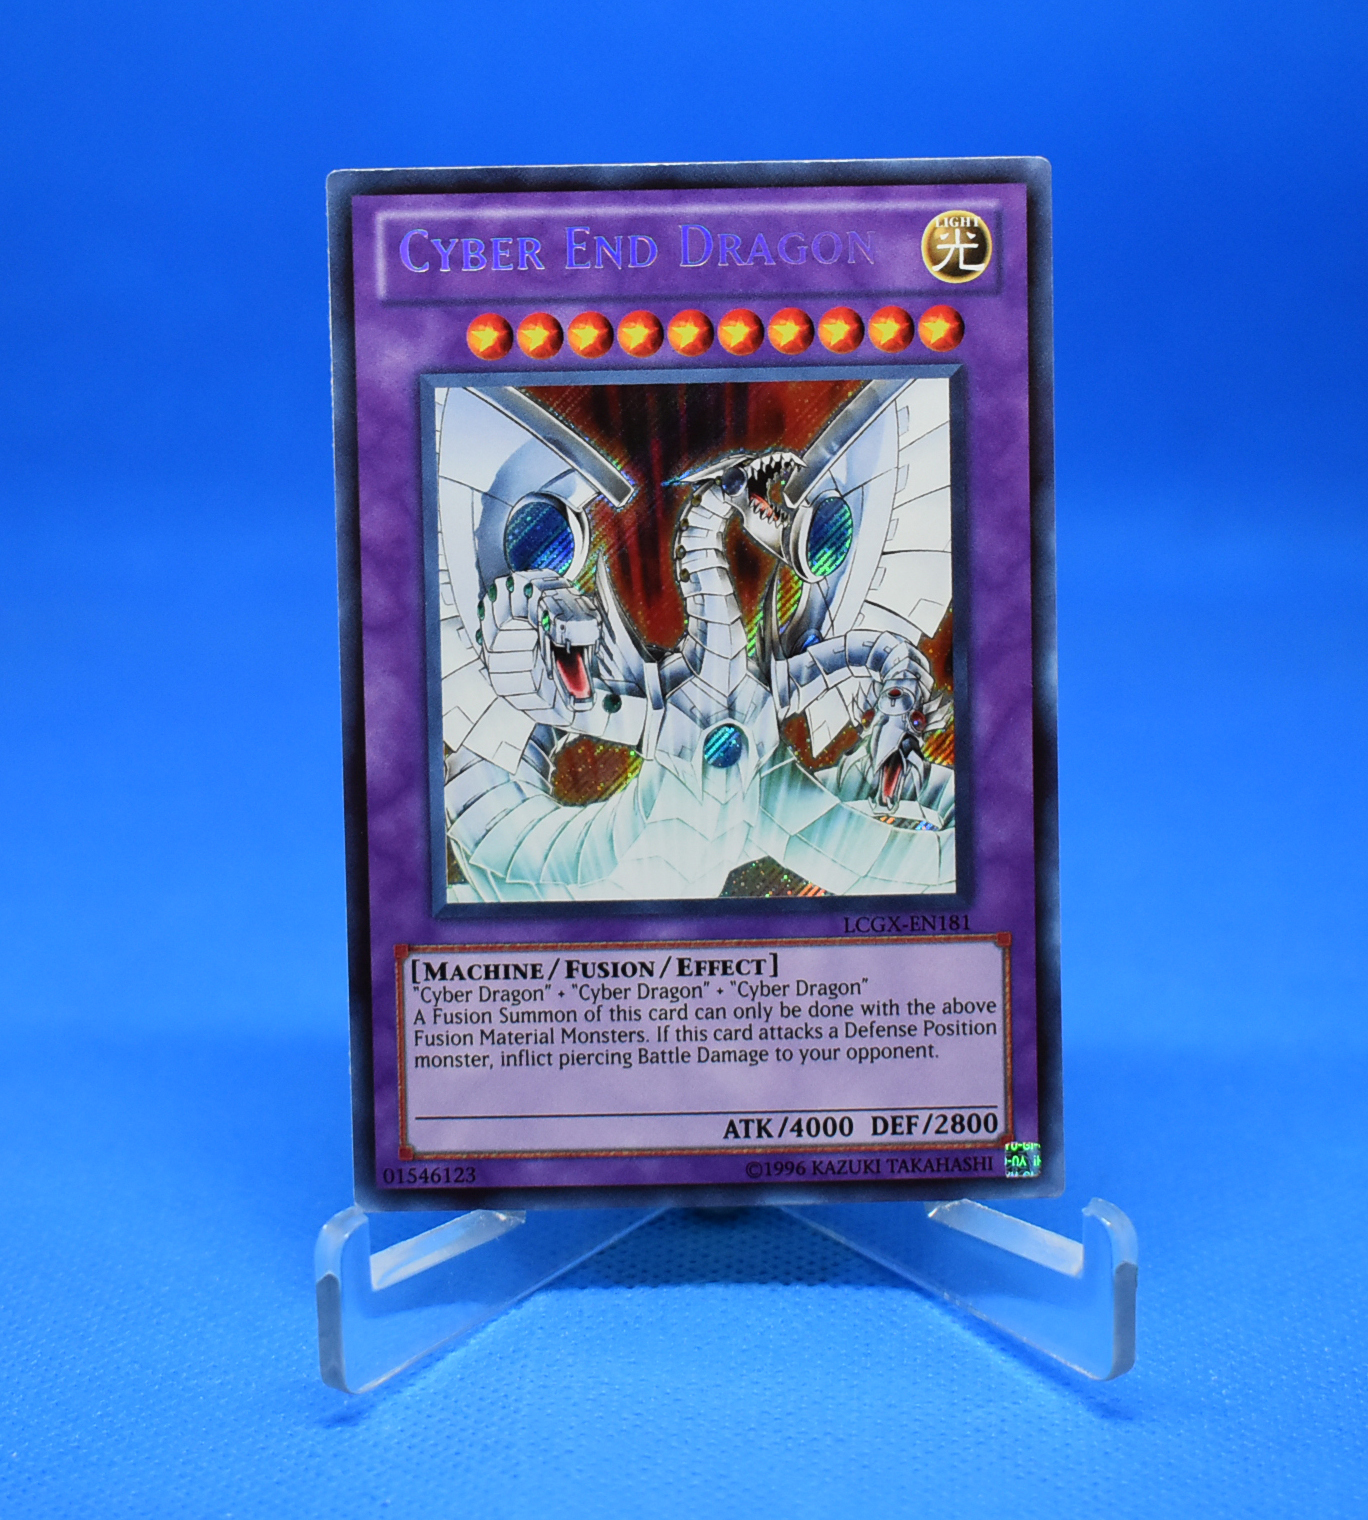 CYBER END DRAGON
LIGHT
光
LCGX-EN181
[MACHINE/FUSION/EFFECT]
"Cyber Dragon" + "Cyber Dragon" + "Cyber Dragon"
A Fusion Summon of this card can only be done with the above
Fusion Material Monsters. If this card attacks a Defense Position
monster, inflict piercing Battle Damage to your opponent.
ATK/4000 DEF/2800
01546123
©1996 KAZUKI TAKAHASHI